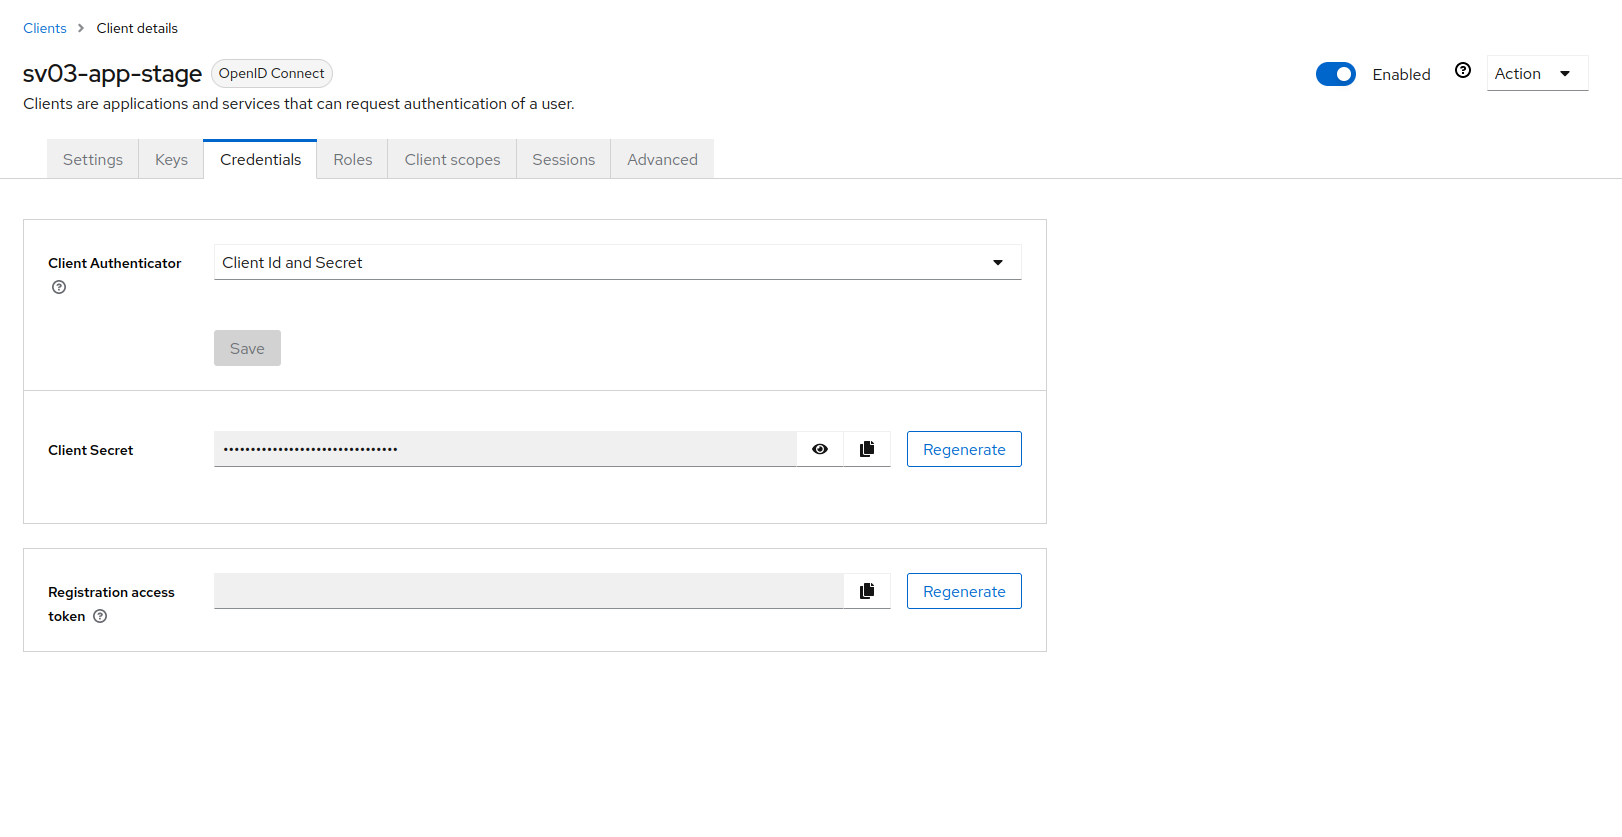 Clients > Client details
sv03-app-stage OpenID Connect
Enabled
Action
Clients are applications and services that can request authentication of a user.
Settings Keys Credentials Roles Client scopes Sessions Advanced
Client Authenticator
Client Id and Secret
Save
Client Secret
••••••••••••••••••••••••••••••••
Regenerate
Registration access
token
Regenerate